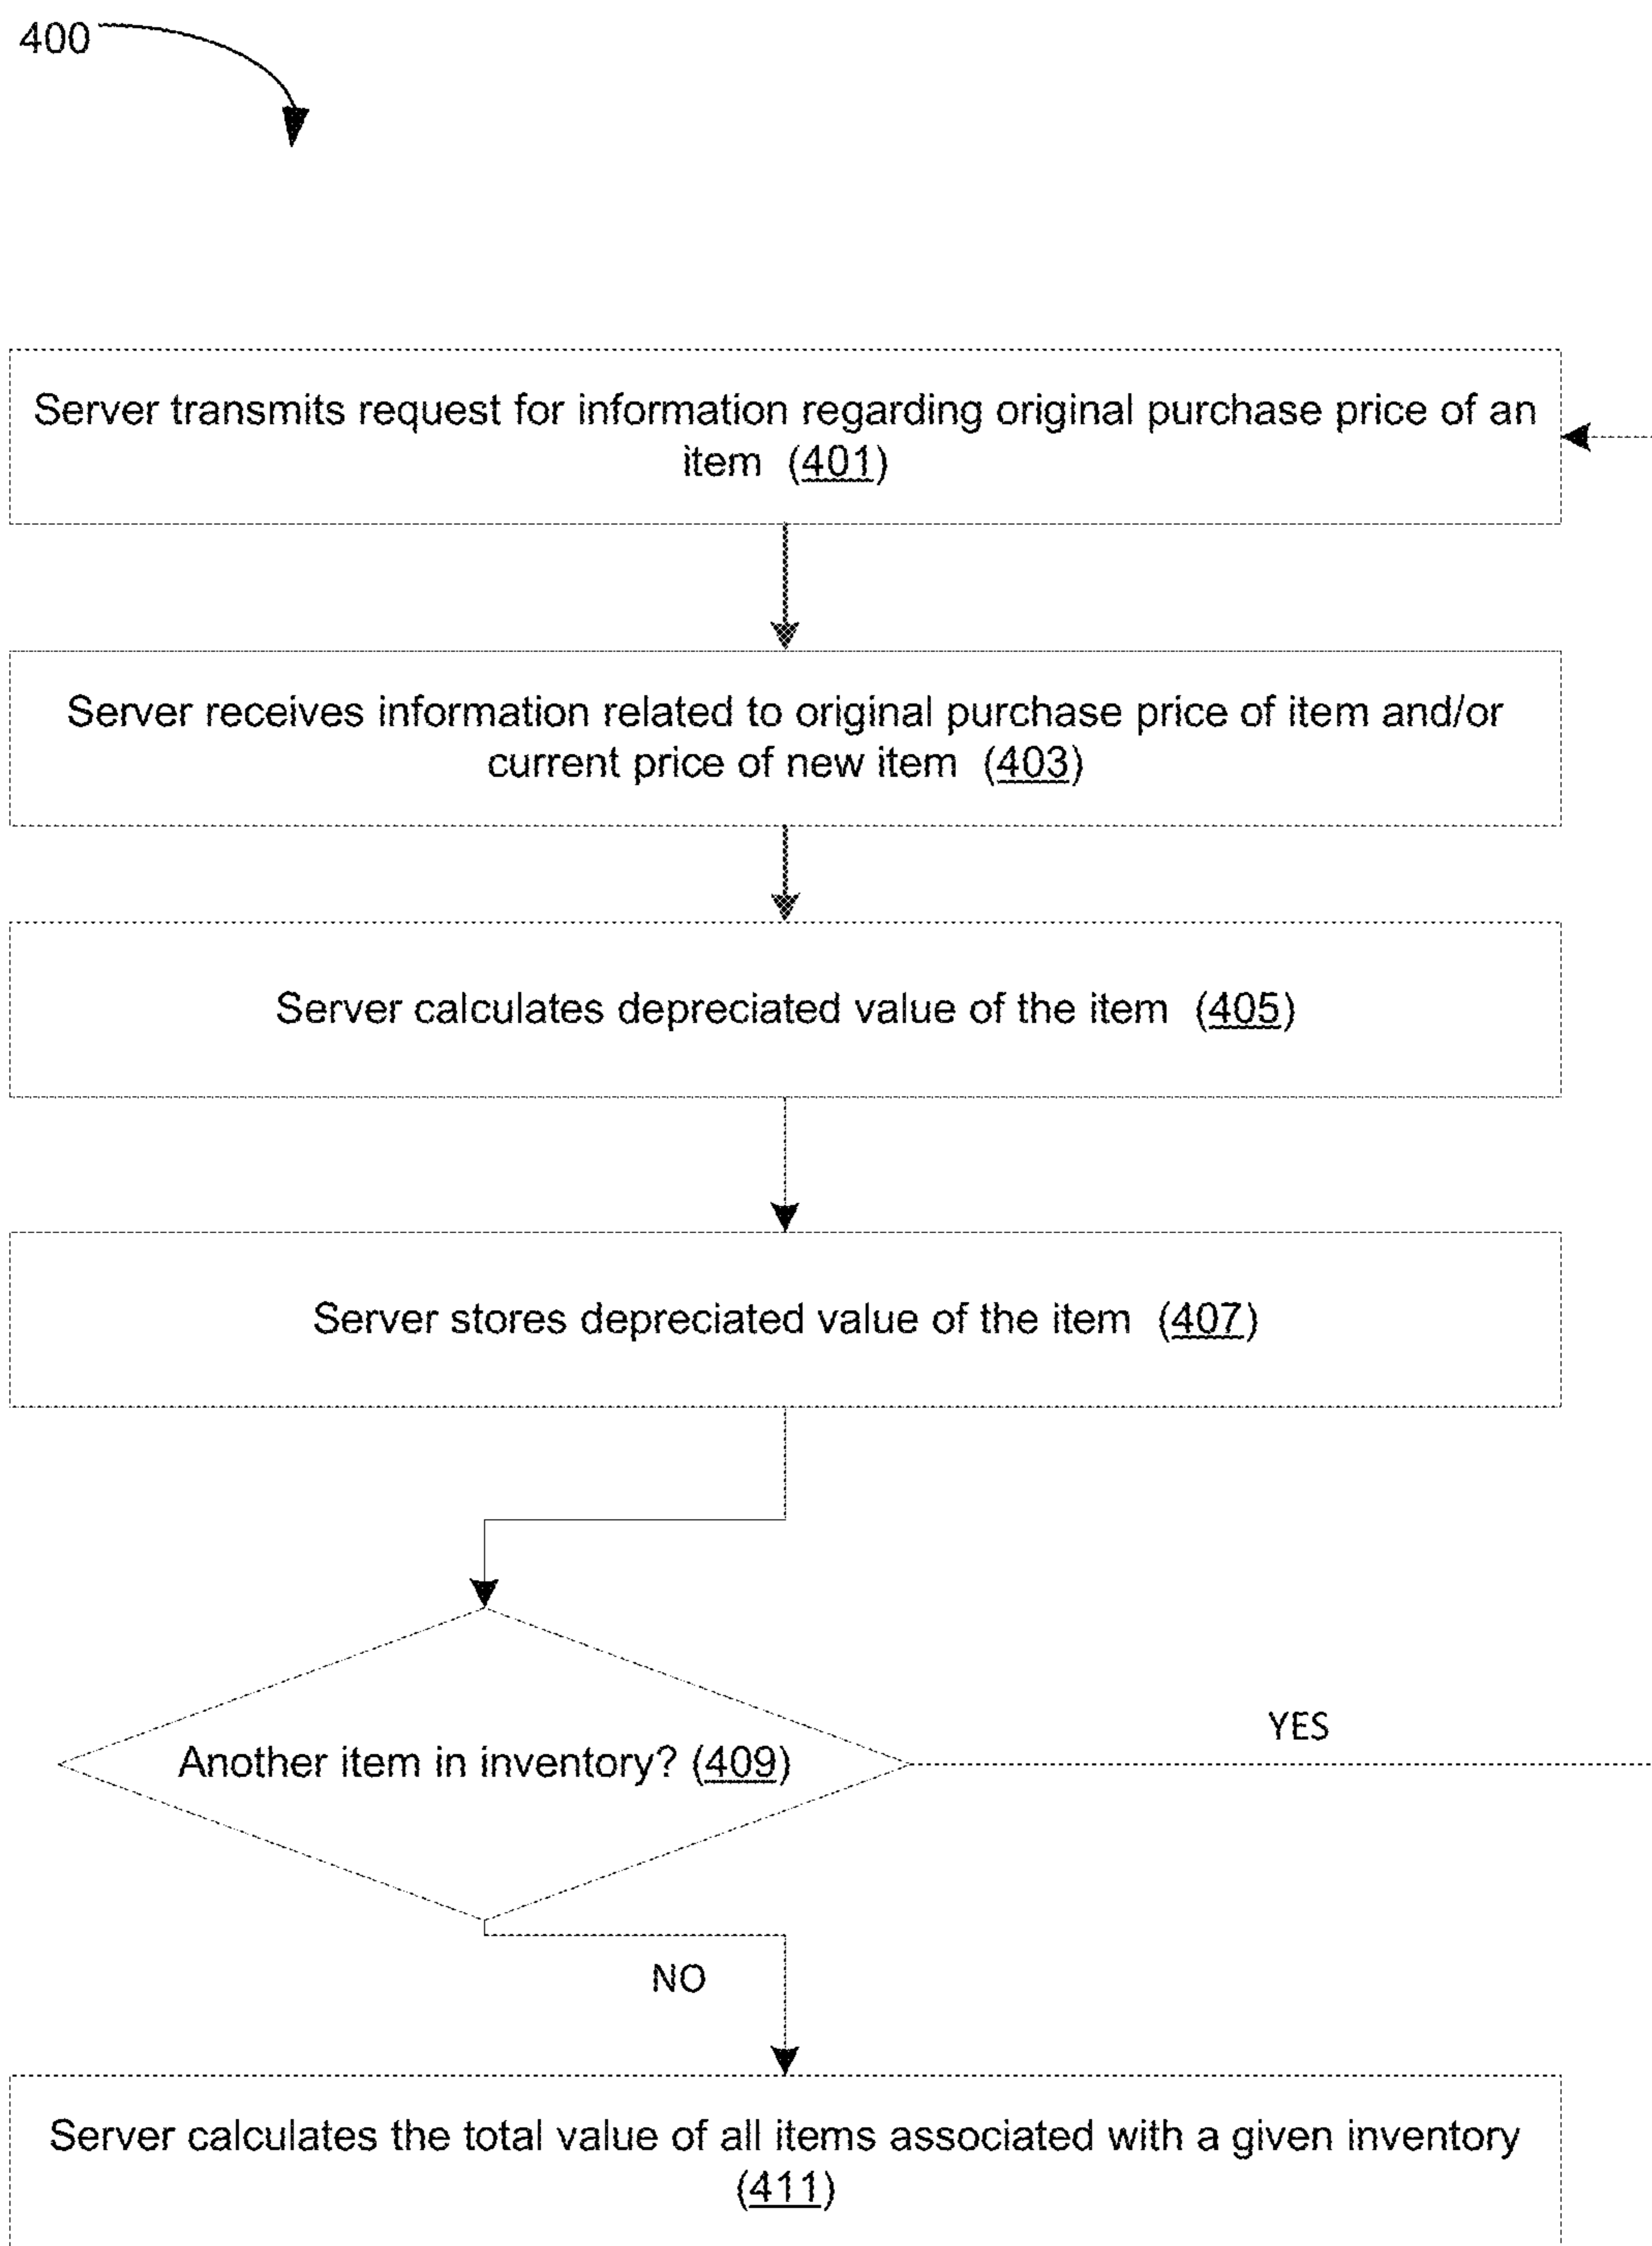 400
Server transmits request for information regarding original purchase price of an
item (401)
Server receives information related to original purchase price of item and/or
current price of new item (403)
Server calculates depreciated value of the item (405)
Server stores depreciated value of the item (407)
Another item in inventory? (409)
YES
NO
Server calculates the total value of all items associated with a given inventory
(411)